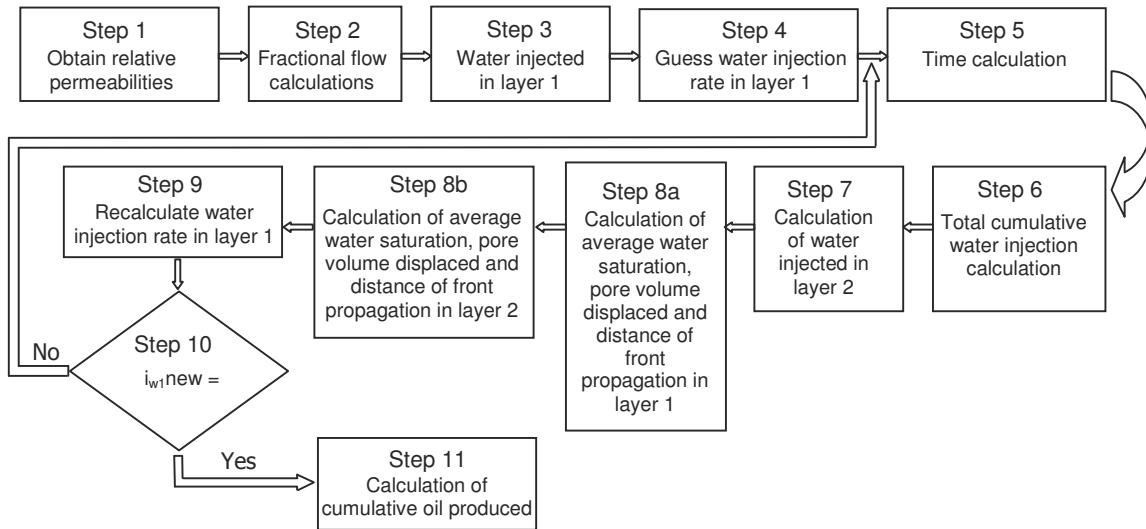 Step 1
Obtain relative
permeabilities
Step 2
Fractional flow
calculations
Step 3
Water injected
in layer 1
Step 4
Guess water injection
rate in layer 1
Step 5
Time calculation
Step 6
Total cumulative
water injection
calculation
Step 7
Calculation
of water
injected in
layer 2
Step 8a
Calculation of
average water
saturation,
pore volume
displaced and
distance of
front
propagation in
layer 1
Step 8b
Calculation of average
water saturation, pore
volume displaced and
distance of front
propagation in layer 2
Step 9
Recalculate water
injection rate in layer 1
Step 10
iw1new =
No
Yes
Step 11
Calculation of
cumulative oil produced